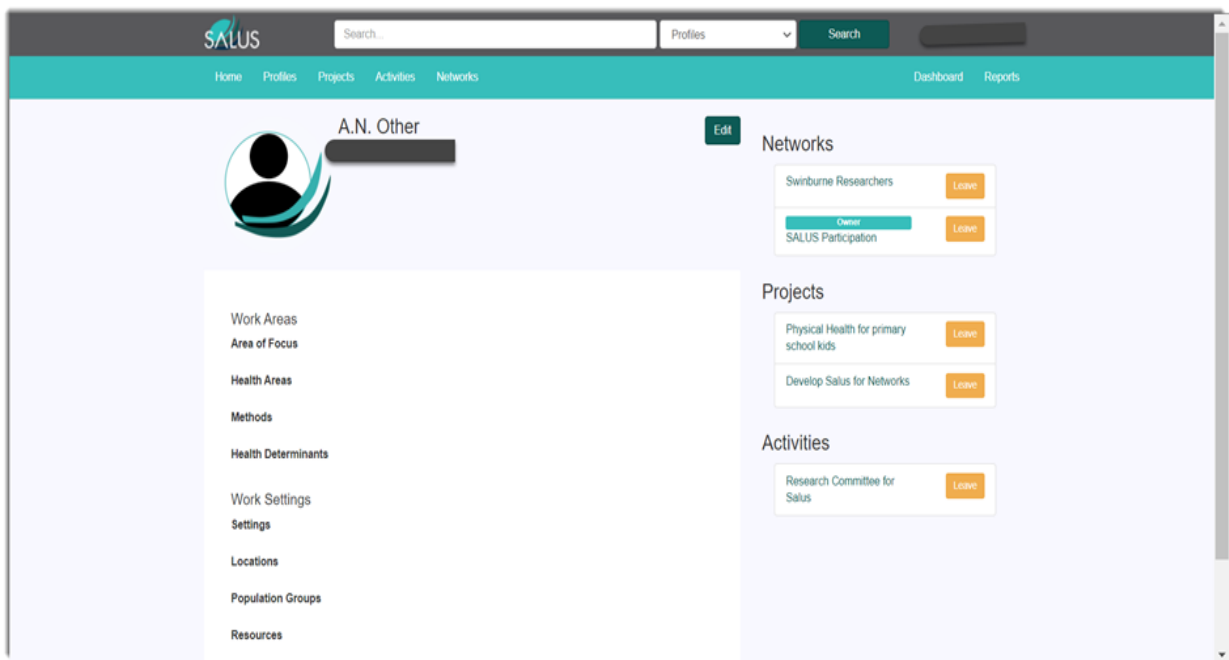 SALUS
Search...
Profiles
Search
Home Profiles Projects Activities Networks
Dashboard Reports
A.N. Other
Edit
Work Areas
Area of Focus
Health Areas
Methods
Health Determinants
Work Settings
Settings
Locations
Population Groups
Resources
Networks
Swinburne Researchers
Leave
Owner
SALUS Participation
Leave
Projects
Physical Health for primary
school kids
Leave
Develop Salus for Networks
Leave
Activities
Research Committee for
Salus
Leave